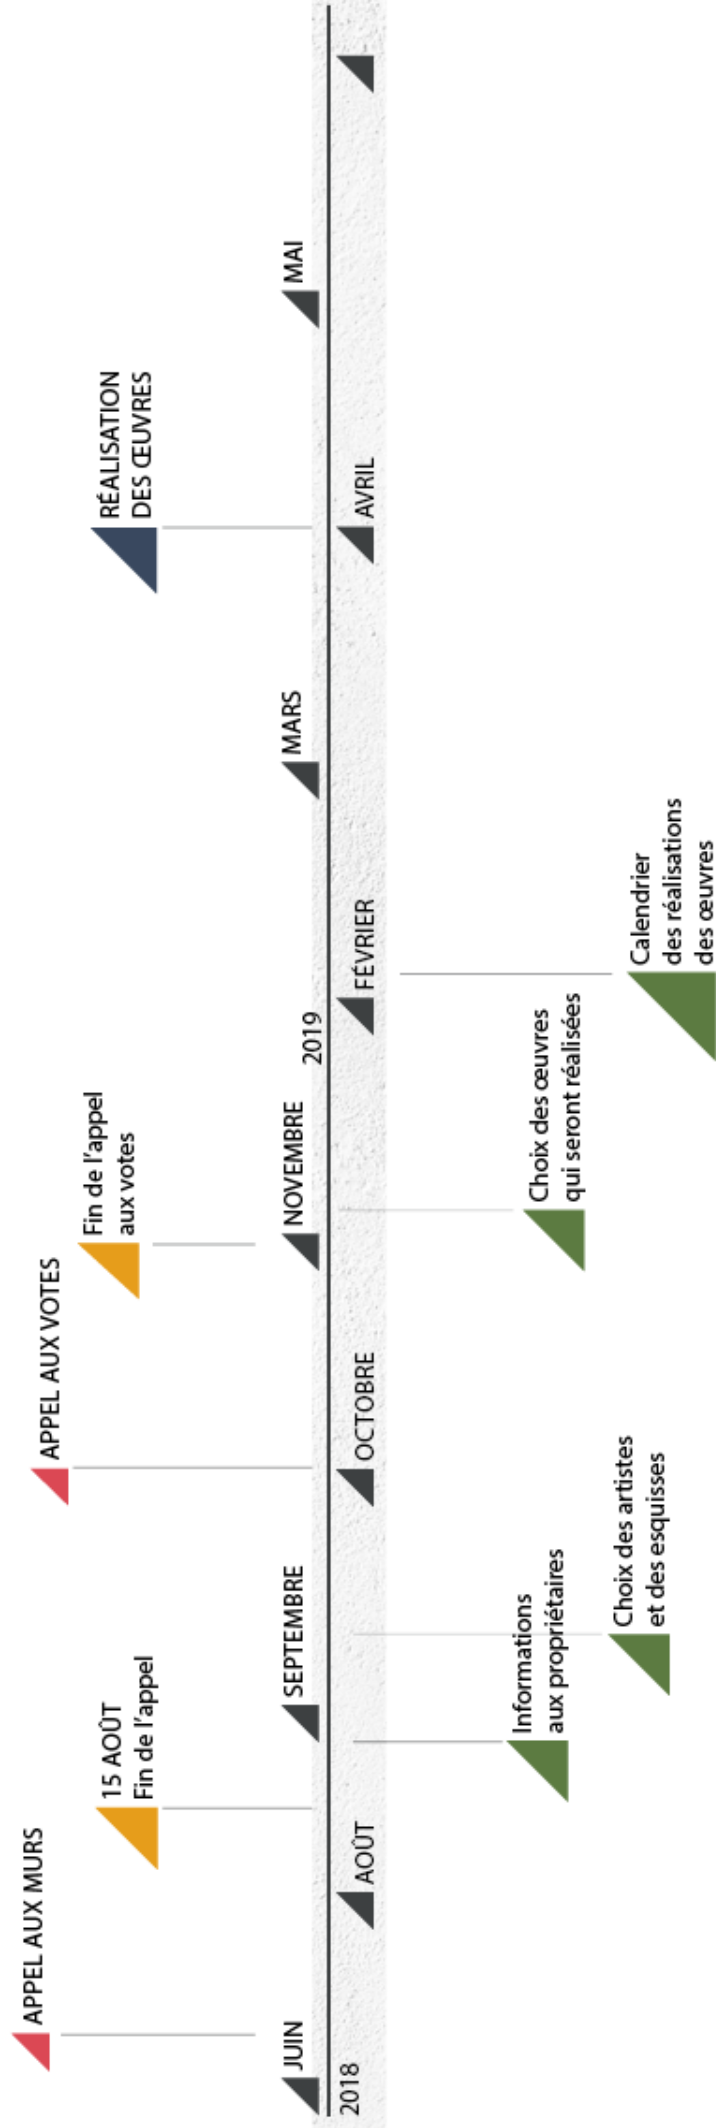 APPEL AUX MURS
15 AOÛT
Fin de l'appel
APPEL AUX VOTES
Fin de l'appel
aux votes
RÉALISATION
DES ŒUVRES
JUIN
SEPTEMBRE
NOVEMBRE
2019
MARS
MAI
2018
AOÛT
OCTOBRE
FÉVRIER
AVRIL
Informations
aux propriétaires
Choix des artistes
et des esquisses
Choix des œuvres
qui seront réalisées
Calendrier
des réalisations
des œuvres